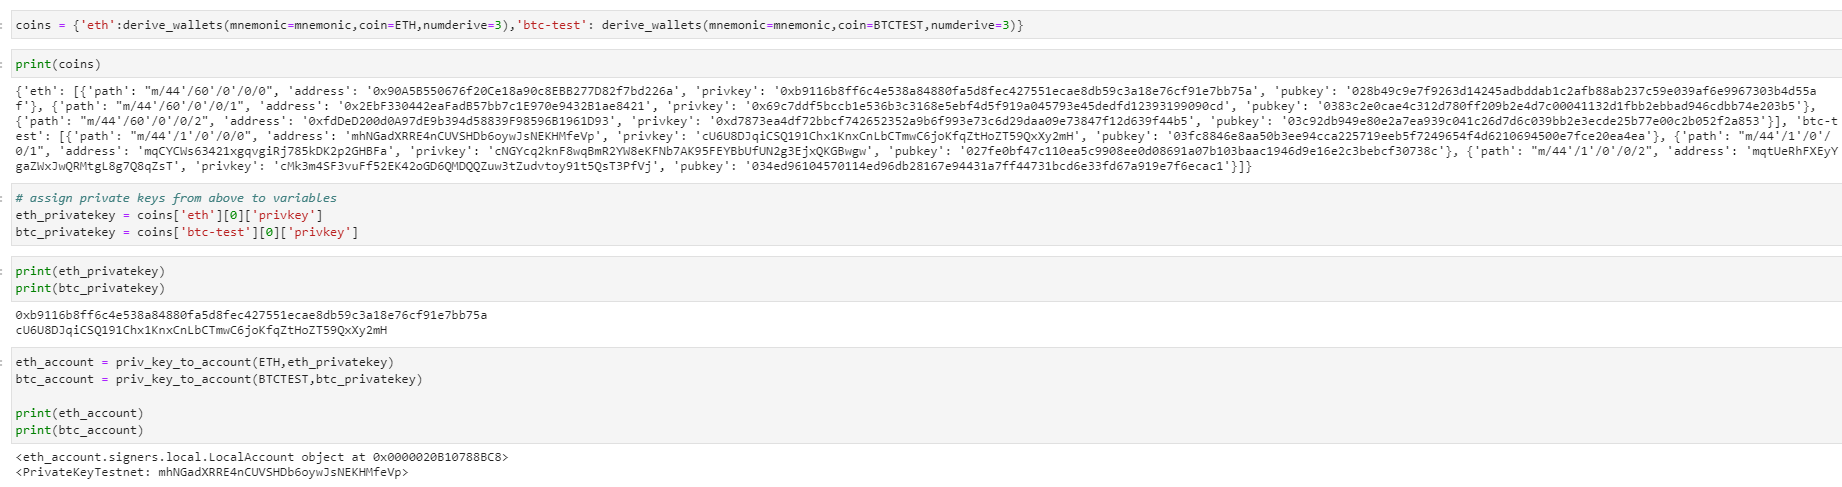 coins = {'eth':derive_wallets(mnemonic=mnemonic,coin=ETH,numderive=3),'btc-test': derive_wallets(mnemonic=mnemonic,coin=BTCTEST,numderive=3)}
print(coins)
{'eth': [{'path': "m/44'/60'/0'/0/0", 'address': '0x90A5B550676f20Ce18a90c8EBB277D82f7bd226a', 'privkey': '0xb9116b8ff6c4e538a84880fa5d8fec427551ecae8db59c3a18e76cf91e7bb75a', 'pubkey': '028b49c9e7f9263d14245adbddab1c2afb88ab237c59e039af6e9967303b4d55a
f'}, {'path': "m/44'/60'/0'/0/1", 'address': '0x2EbF330442eaFadB57bb7c1E970e9432B1ae8421', 'privkey': '0x69c7ddf5bccb1e536b3c3168e5ebf4d5f919a045793e45dedfd12393199090cd', 'pubkey': '0383c2e0cae4c312d780ff209b2e4d7c00041132d1fbb2ebbad946cdbb74e203b5'},
{'path': "m/44'/60'/0'/0/2", 'address': '0xfdDeD200d0A97dE9b394d58839F98596B1961D93', 'privkey': '0xd7873ea4df72bbcf742652352a9b6f993e73c6d29daa09e73847f12d639f44b5', 'pubkey': '03c92db949e80e2a7ea939c041c26d7d6c039bb2e3ecde25b77e00c2b052f2a853'}], 'btc-t
est': [{'path': "m/44'/1'/0'/0/0", 'address': 'mhNGadXRRE4nCUVSHDb6oywJsNEKHMfeVp', 'privkey': 'cU6U8DJqiCSQ191Chx1KnxCnLbCTmwC6joKfqZtHoZT59QxXy2mH', 'pubkey': '03fc8846e8aa50b3ee94cca225719eeb5f7249654f4d6210694500e7fce20ea4ea'}, {'path': "m/44'/1'/0'/
0/1", 'address': 'mqCYCWs63421xgqvgiRj785kDK2p2GHBFa', 'privkey': 'cNGYcq2knF8wqBmR2YW8eKFNb7AK95FEYBbUfUN2g3EjxQKGBwgw', 'pubkey': '027fe0bf47c110ea5c9908ee0d08691a07b103baac1946d9e16e2c3bebcf30738c'}, {'path': "m/44'/1'/0'/0/2", 'address': 'mqtUeRhFXEyY
gaZWxJwQRMtgL8g7Q8qZsT', 'privkey': 'cMk3m4SF3vuFf52EK42oGD6QMDQQZuw3tZudvtoy91t5QsT3PfVj', 'pubkey': '034ed96104570114ed96db28167e94431a7ff44731bcd6e33fd67a919e7f6ecac1'}]}
# assign private keys from above to variables
eth_privatekey = coins['eth'][0]['privkey']
btc_privatekey = coins['btc-test'][0]['privkey']
print(eth_privatekey)
print(btc_privatekey)
0xb9116b8ff6c4e538a84880fa5d8fec427551ecae8db59c3a18e76cf91e7bb75a
cU6U8DJqiCSQ191Chx1KnxCnLbCTmwC6joKfqZtHoZT59QxXy2mH
eth_account = priv_key_to_account(ETH,eth_privatekey)
btc_account = priv_key_to_account(BTCTEST,btc_privatekey)
print(eth_account)
print(btc_account)
<eth_account.signers.local.LocalAccount object at 0x0000020B10788BC8>
<PrivateKeyTestnet: mhNGadXRRE4nCUVSHDb6oywJsNEKHMfeVp>